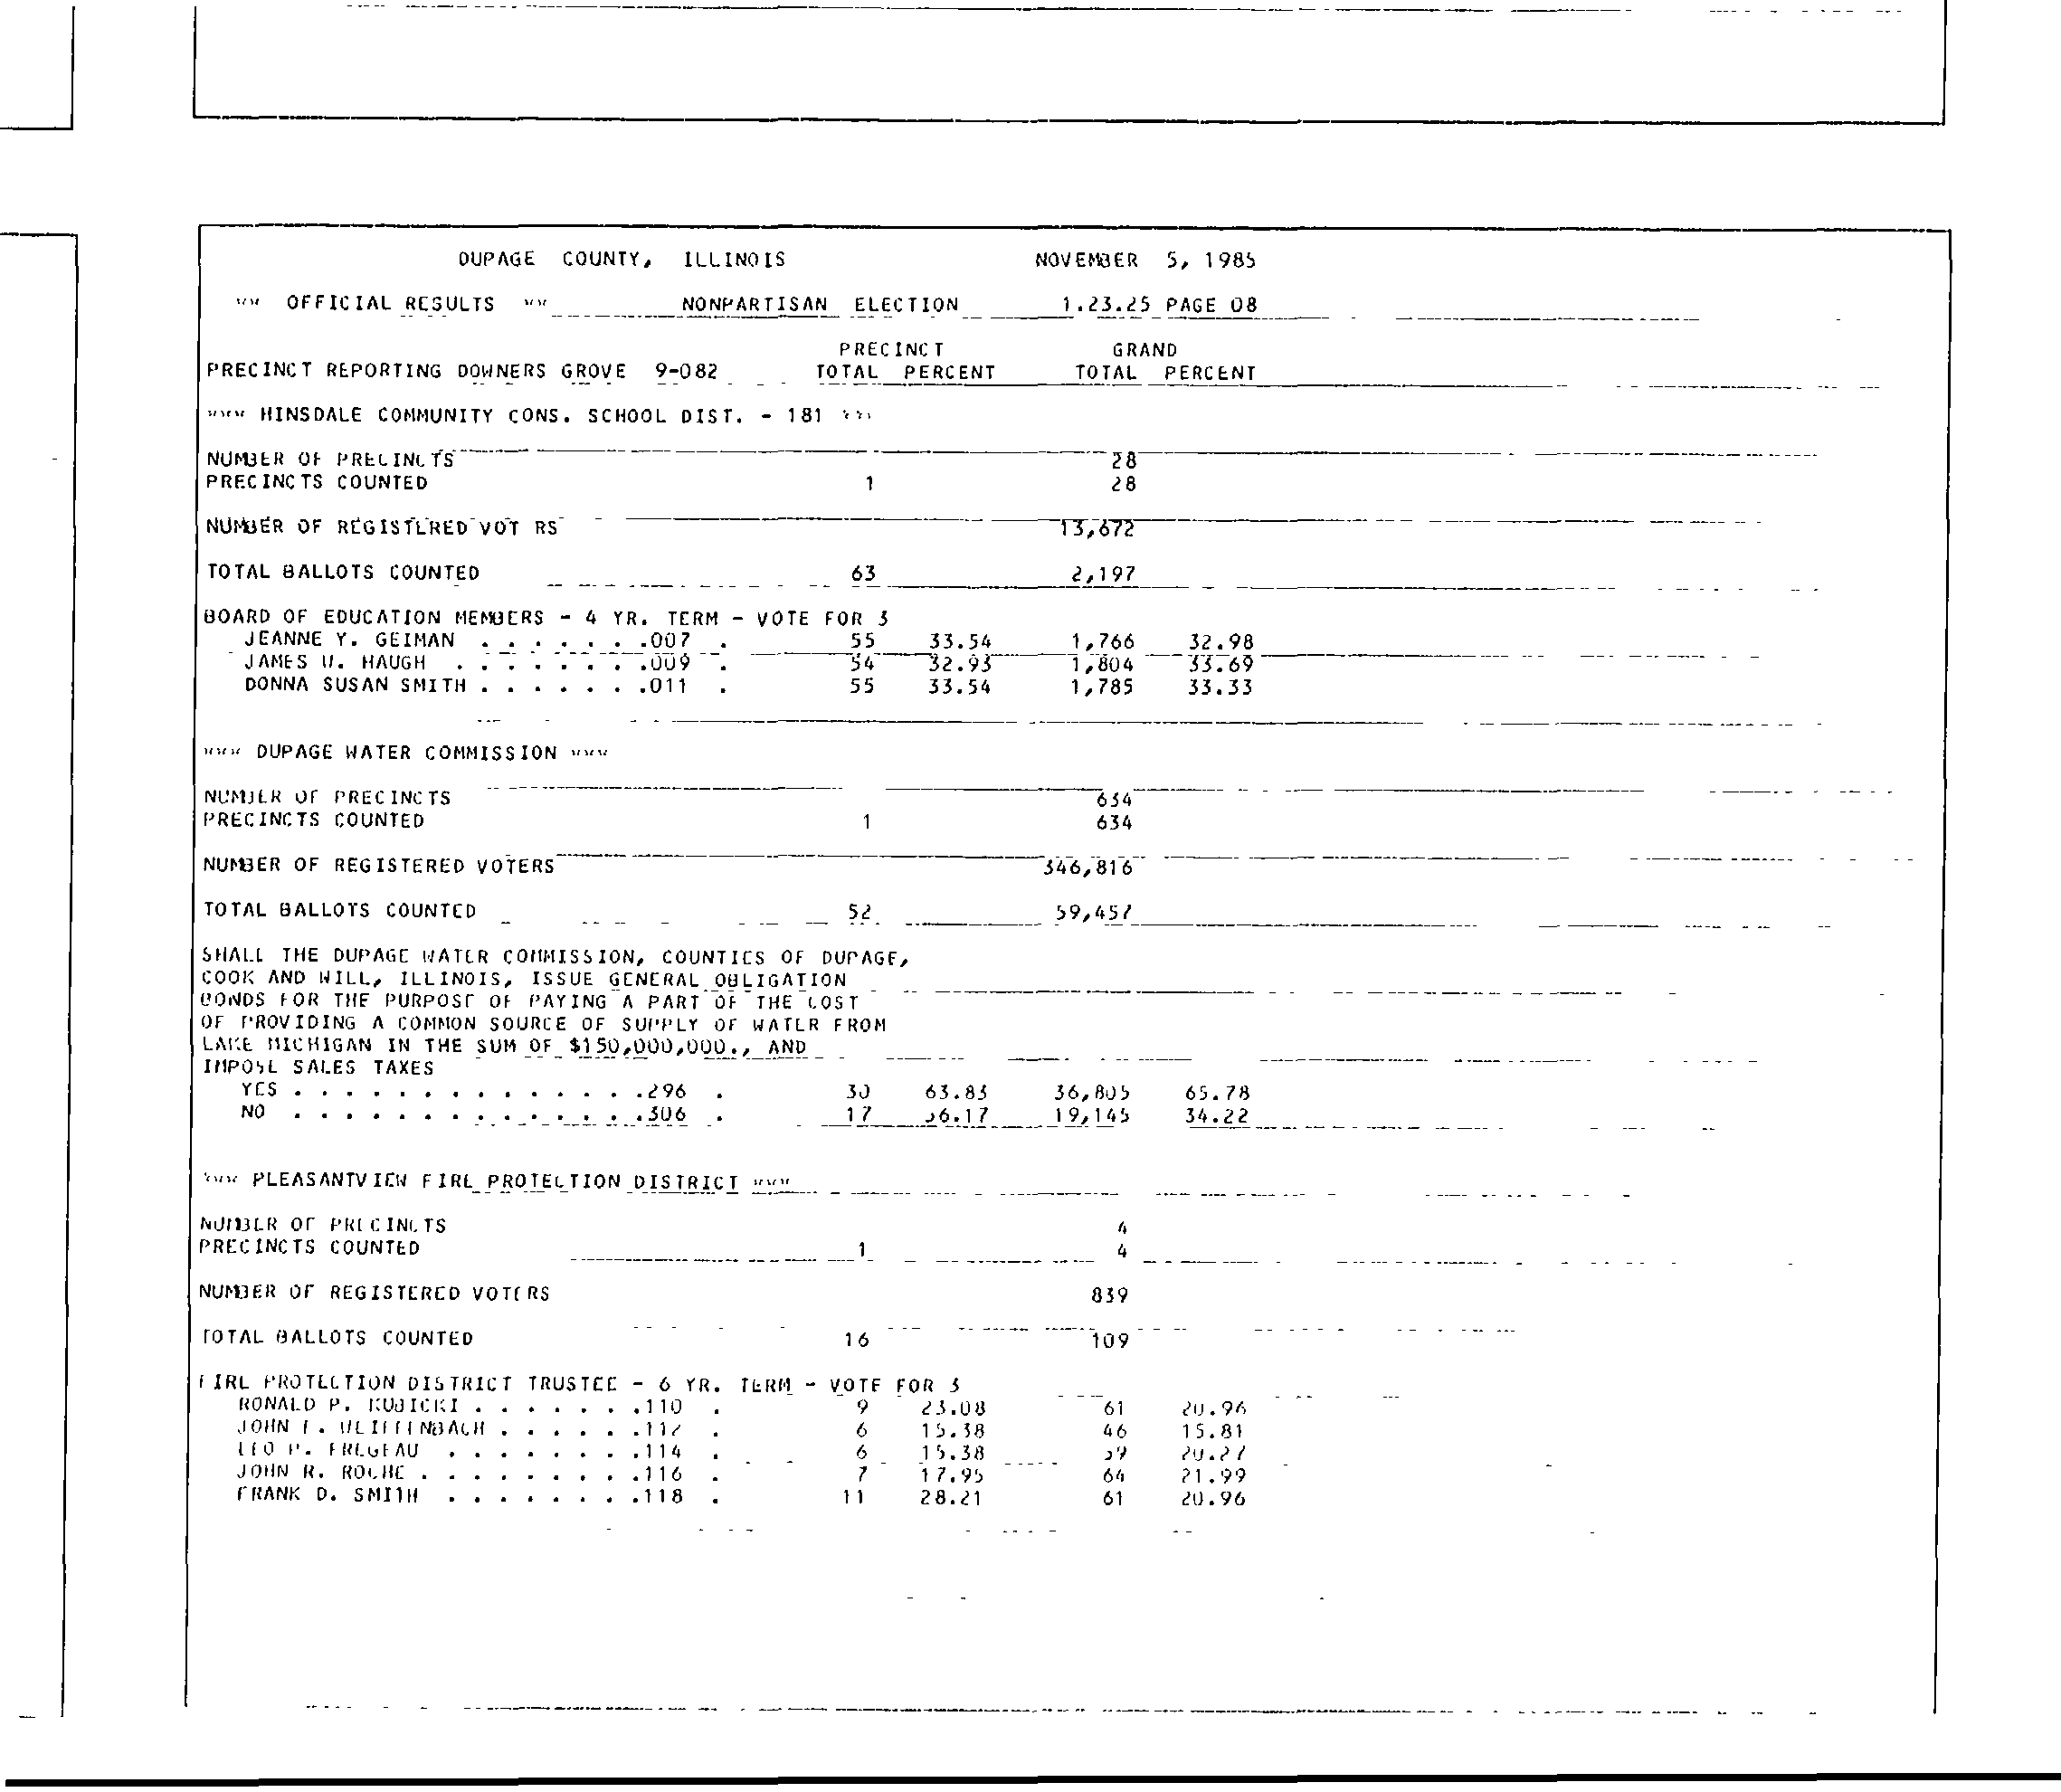 DUPAGE COUNTY, ILLINOIS NOVEMBER 5, 1985
** OFFICIAL RESULTS ** NONPARTISAN ELECTION 1.23.25 PAGE 08
PRECINCT GRAND
PRECINCT REPORTING DOWNERS GROVE 9-082 TOTAL PERCENT TOTAL PERCENT
*** HINSDALE COMMUNITY CONS. SCHOOL DIST. - 181 ***
NUMBER OF PRECINCTS 28
PRECINCTS COUNTED 1 28
NUMBER OF REGISTERED VOT RS 13,672
TOTAL BALLOTS COUNTED 63 2,197
BOARD OF EDUCATION MEMBERS - 4 YR. TERM - VOTE FOR 3
JEANNE Y. GEIMAN . . . . . . .007 . 55 33.54 1,766 32.98
JAMES W. HAUGH . . . . . . . .009 . 54 32.93 1,804 33.69
DONNA SUSAN SMITH . . . . . . .011 . 55 33.54 1,785 33.33
*** DUPAGE WATER COMMISSION ***
NUMBER OF PRECINCTS 634
PRECINCTS COUNTED 1 634
NUMBER OF REGISTERED VOTERS 346,816
TOTAL BALLOTS COUNTED 52 59,457
SHALL THE DUPAGE WATER COMMISSION, COUNTIES OF DUPAGE,
COOK AND WILL, ILLINOIS, ISSUE GENERAL OBLIGATION
BONDS FOR THE PURPOSE OF PAYING A PART OF THE COST
OF PROVIDING A COMMON SOURCE OF SUPPLY OF WATER FROM
LAKE MICHIGAN IN THE SUM OF $150,000,000., AND
IMPOSE SALES TAXES
YES . . . . . . . . . . . . . .296 . 30 63.83 36,805 65.78
NO . . . . . . . . . . . . . .306 . 17 36.17 19,145 34.22
*** PLEASANTVIEW FIRE PROTECTION DISTRICT ***
NUMBER OF PRECINCTS 4
PRECINCTS COUNTED 1 4
NUMBER OF REGISTERED VOTERS 839
TOTAL BALLOTS COUNTED 16 109
FIRE PROTECTION DISTRICT TRUSTEE - 6 YR. TERM - VOTE FOR 3
RONALD P. KUBICKI . . . . . . .110 . 9 23.08 61 20.96
JOHN . . . . . . .112 . 6 15.38 46 15.81
LEO P. FREGEAU . . . . . . . .114 . 6 15.38 59 20.27
JOHN R. ROCHE . . . . . . . . .116 . 7 17.95 64 21.99
FRANK D. SMITH . . . . . . . .118 . 11 28.21 61 20.96